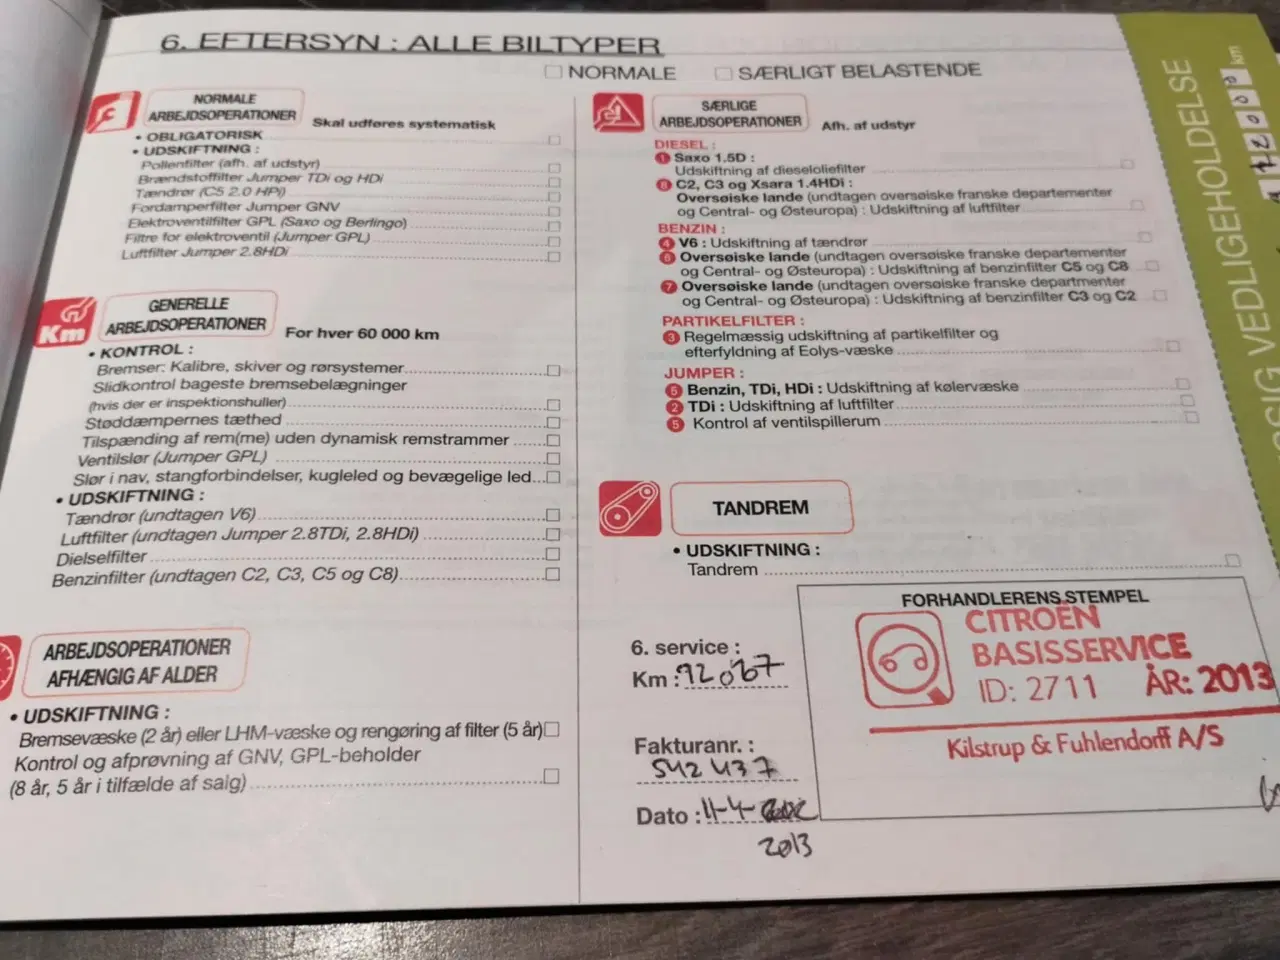 6. EFTERSYN : ALLE BILTYPER
NORMALE
SÆRLIGT BELASTENDE
NORMALE
ARBEJDSOPERATIONER
Skal udføres systematisk
• OBLIGATORISK
• UDSKIFTNING :
Pollenfilter (afh. af udstyr)
Brændstoffilter Jumper TDi og HDi
Tændrør (C5 2.0 HPi)
Fordamperfilter Jumper GNV
Elektroventilfilter GPL (Saxo og Berlingo)
Filtre for elektroventil (Jumper GPL)
Luftfilter Jumper 2.8HDi
Km
GENERELLE
ARBEJDSOPERATIONER
For hver 60 000 km
• KONTROL :
Bremser: Kalibre, skiver og rørsystemer
Slidkontrol bageste bremsebelægninger
(hvis der er inspektionshuller)
Støddæmpernes tæthed
Tilspænding af rem(me) uden dynamisk remstrammer
Ventilslør (Jumper GPL)
Slør i nav, stangforbindelser, kugleled og bevægelige led
• UDSKIFTNING :
Tændrør (undtagen V6)
Luftfilter (undtagen Jumper 2.8TDi, 2.8HDi)
Dielselfilter
Benzinfilter (undtagen C2, C3, C5 og C8)
ARBEJDSOPERATIONER
AFHÆNGIG AF ALDER
• UDSKIFTNING :
Bremsevæske (2 år) eller LHM-væske og rengøring af filter (5 år)
Kontrol og afprøvning af GNV, GPL-beholder
(8 år, 5 år i tilfælde af salg)
SÆRLIGE
ARBEJDSOPERATIONER
Afh. af udstyr
DIESEL :
1 Saxo 1.5D :
Udskiftning af dieseloliefilter
8 C2, C3 og Xsara 1.4HDi :
Oversøiske lande (undtagen oversøiske franske departementer
og Central- og Østeuropa) : Udskiftning af luftfilter
BENZIN :
4 V6 : Udskiftning af tændrør
6 Oversøiske lande (undtagen oversøiske franske departementer
og Central- og Østeuropa) : Udskiftning af benzinfilter C5 og C8
7 Oversøiske lande (undtagen oversøiske franske departmenter
og Central- og Østeuropa) : Udskiftning af benzinfilter C3 og C2
PARTIKELFILTER :
3 Regelmæssig udskiftning af partikelfilter og
efterfyldning af Eolys-væske
JUMPER :
5 Benzin, TDi, HDi : Udskiftning af kølervæske
2 TDi : Udskiftning af luftfilter
5 Kontrol af ventilspillerum
TANDREM
• UDSKIFTNING :
Tandrem
6. service :
Km : 92067
Fakturanr. :
542437
Dato : 11-4-
2013
FORHANDLERENS STEMPEL
CITROËN
BASISSERVICE
ID: 2711 ÅR: 2013
Kilstrup & Fuhlendorff A/S
VEDLIGEHOLDELSE
km